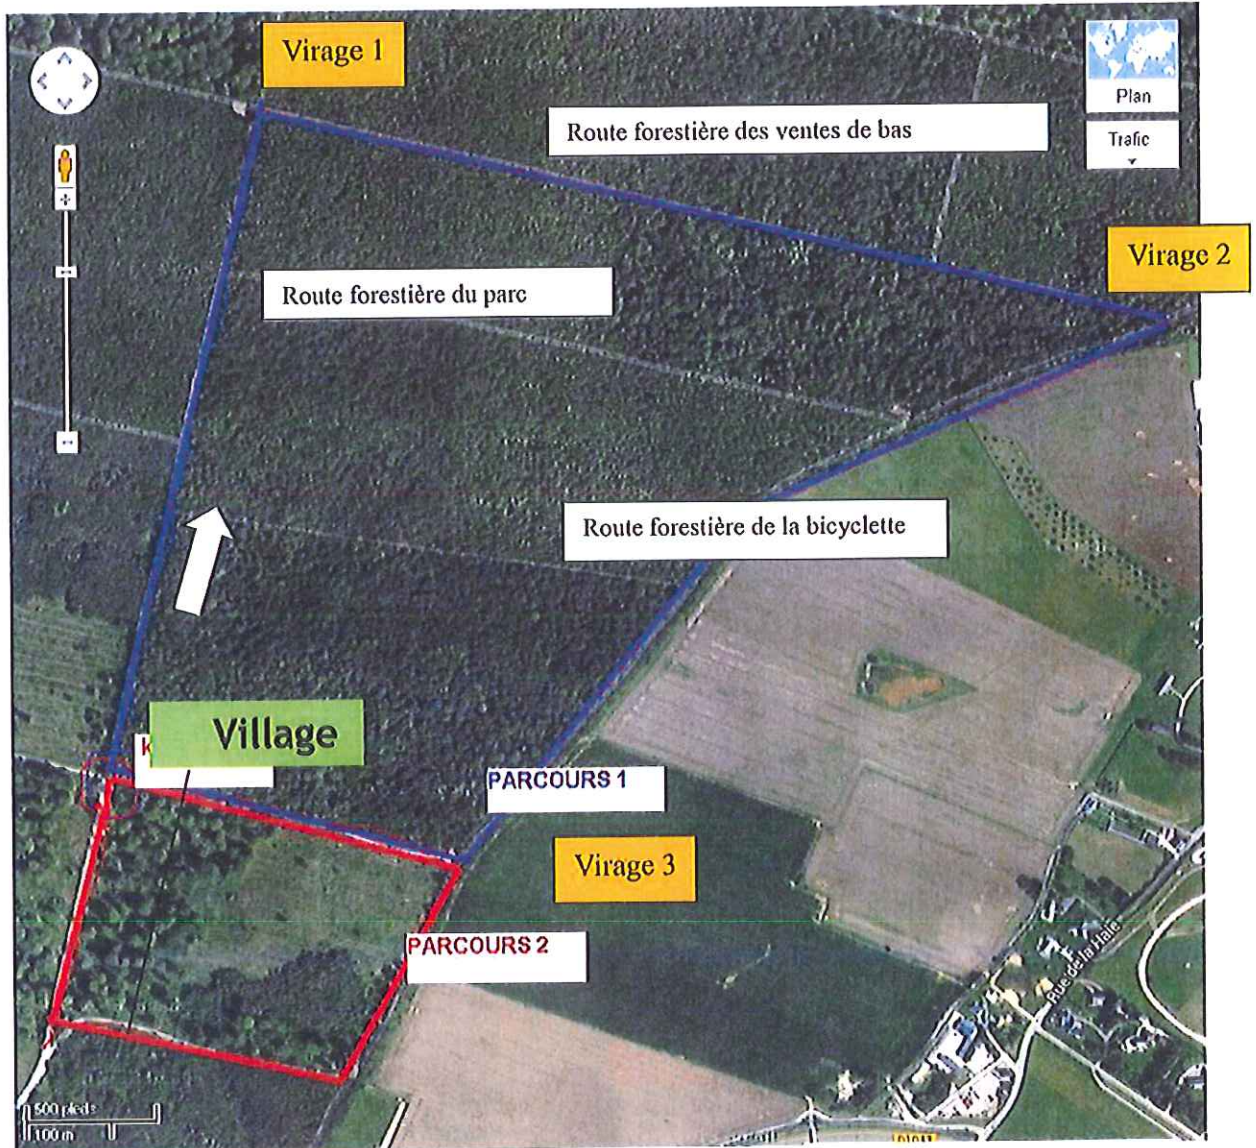 Virage 1
Plan
Route forestière des ventes de bas
Trafic
Virage 2
Route forestière du parc
Route forestière de la bicyclette
Village
K
PARCOURS 1
Virage 3
PARCOURS 2
Rue de la Haie
500 pieds
100 m